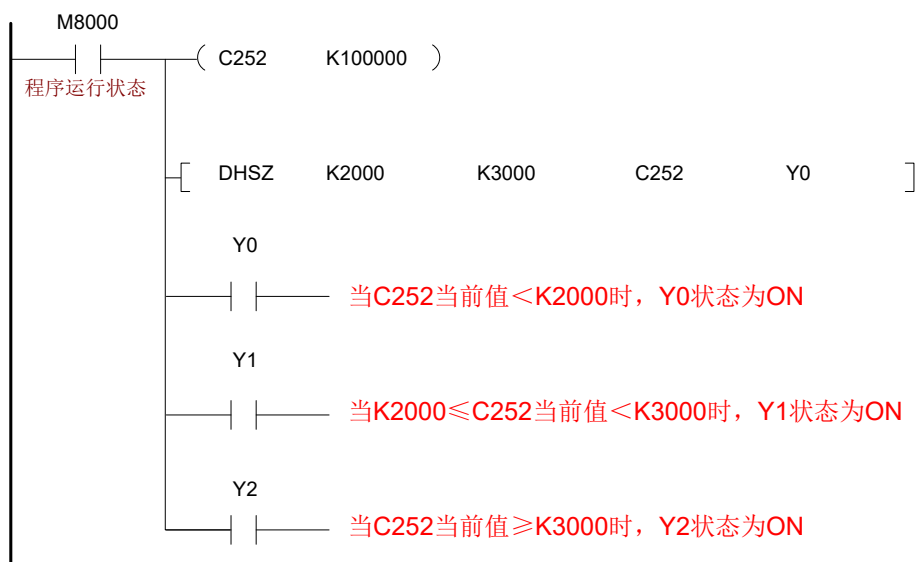 M8000
C252 K100000
程序运行状态
DHSZ K2000 K3000 C252 Y0
Y0
当C252当前值＜K2000时，Y0状态为ON
Y1
当K2000≤C252当前值＜K3000时，Y1状态为ON
Y2
当C252当前值≥K3000时，Y2状态为ON